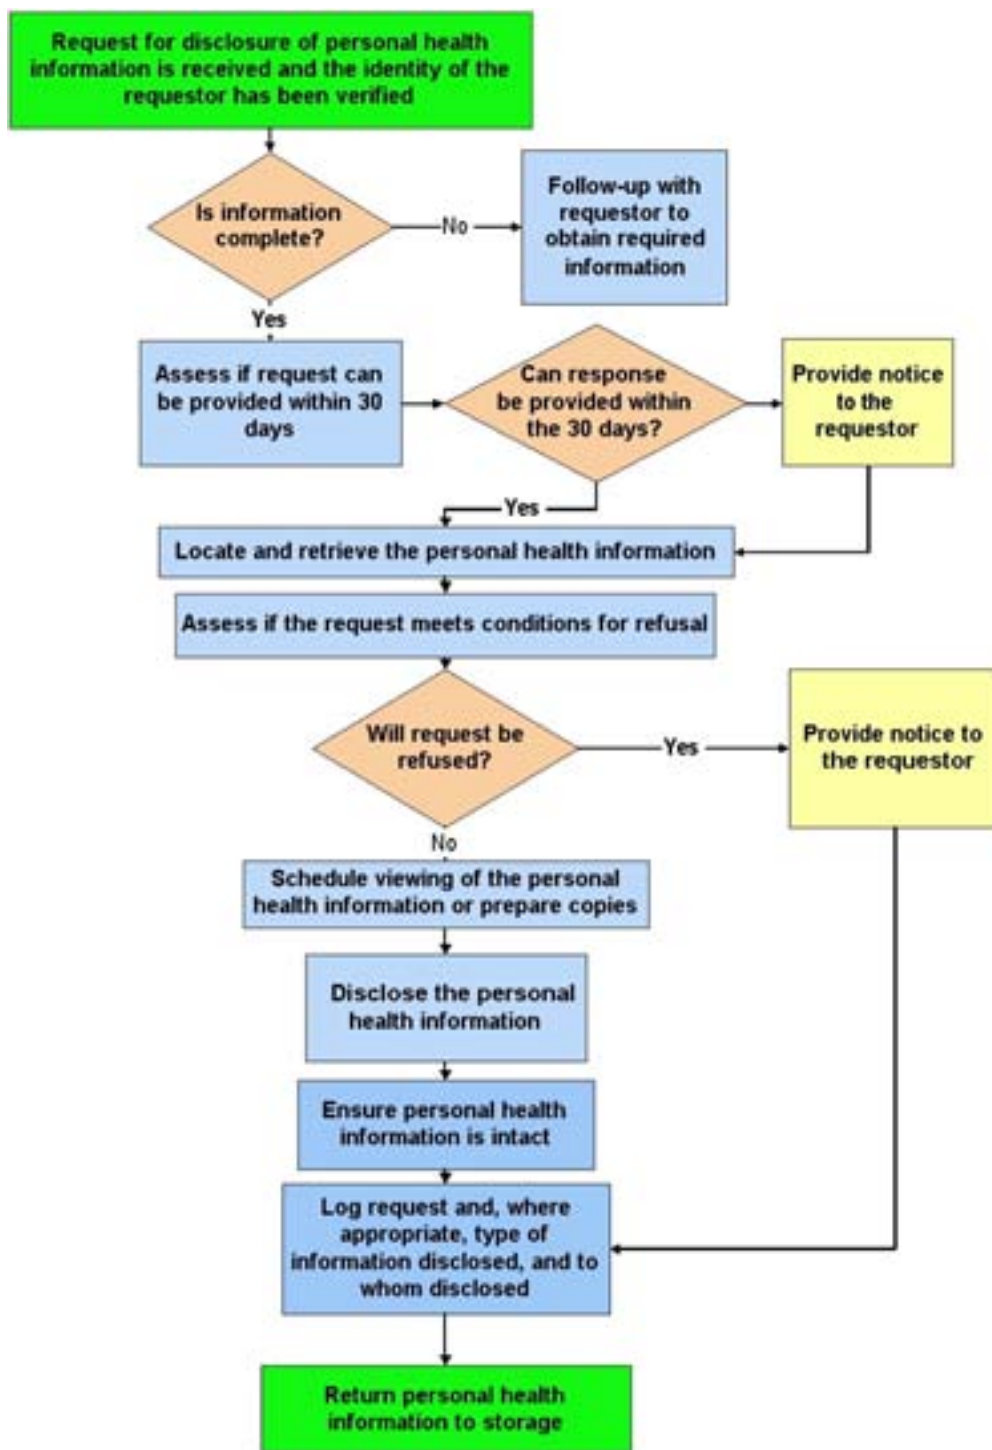 Request for disclosure of personal health
information is received and the identity of the
requestor has been verified
Is information
complete?
No
Follow-up with
requestor to
obtain required
information
Yes
Assess if request can
be provided within 30
days
Can response
be provided within
the 30 days?
Provide notice
to the
requestor
Yes
Locate and retrieve the personal health information
Assess if the request meets conditions for refusal
Will request be
refused?
Yes
Provide notice to
the requestor
No
Schedule viewing of the personal
health information or prepare copies
Disclose the personal
health information
Ensure personal health
information is intact
Log request and, where
appropriate, type of
information disclosed, and to
whom disclosed
Return personal health
information to storage